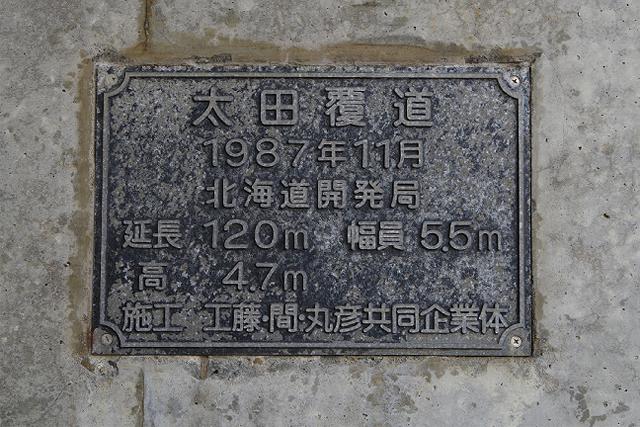 太田覆道
1987年11月
北海道開発局
延長 120m 幅員 5.5m
高 4.7m
施工 工藤・間・丸彦共同企業体